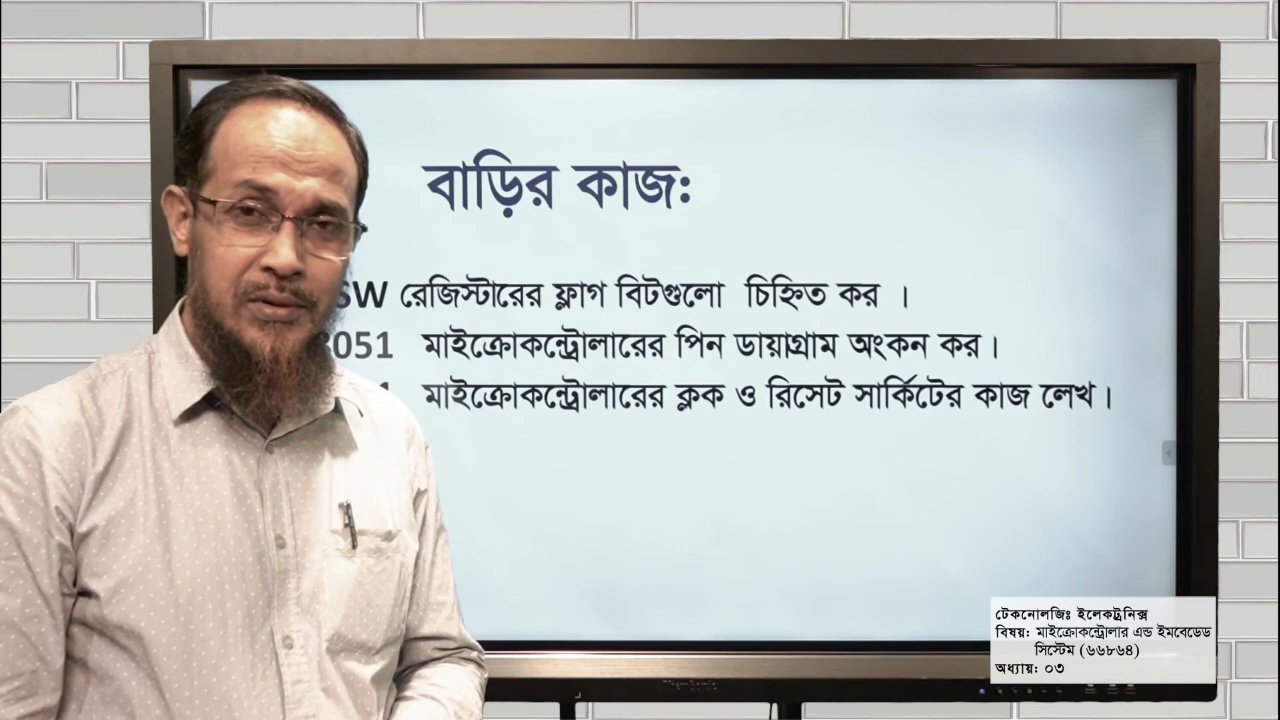 বাড়ির কাজ:
SW রেজিস্টারের ফ্লাগ বিটগুলো চিহ্নিত কর ।
8051 মাইক্রোকন্ট্রোলারের পিন ডায়াগ্রাম অংকন কর।
মাইক্রোকন্ট্রোলারের ক্লক ও রিসেট সার্কিটের কাজ লেখ।
টেকনোলজিঃ ইলেকট্রনিক্স
বিষয়: মাইক্রোকন্ট্রোলার এন্ড ইমবেডেড
সিস্টেম (৬৬৮৬৪)
অধ্যায়: ০৩